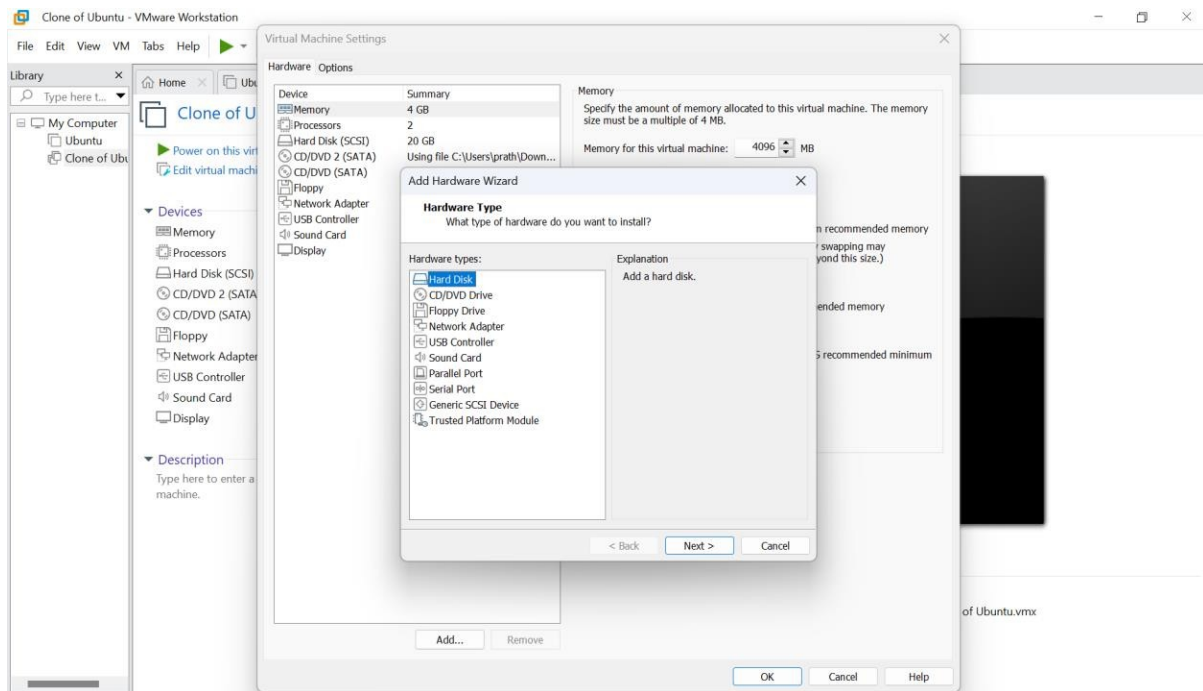 Clone of Ubuntu - VMware Workstation
File Edit View VM Tabs Help
Library
Type here t...
My Computer
Ubuntu
Clone of Ubu
Home
Ubu
Clone of U
Power on this virt
Edit virtual machi
Devices
Memory
Processors
Hard Disk (SCSI)
CD/DVD 2 (SATA
CD/DVD (SATA)
Floppy
Network Adapter
USB Controller
Sound Card
Display
Description
Type here to enter a
machine.
Virtual Machine Settings
Hardware Options
Device Summary
Memory 4 GB
Processors 2
Hard Disk (SCSI) 20 GB
CD/DVD 2 (SATA) Using file C:\Users\prath\Down...
CD/DVD (SATA)
Floppy
Network Adapter
USB Controller
Sound Card
Display
Memory
Specify the amount of memory allocated to this virtual machine. The memory
size must be a multiple of 4 MB.
Memory for this virtual machine: 4096 MB
recommended memory
swapping may
yond this size.)
ended memory
recommended minimum
Add Hardware Wizard
Hardware Type
What type of hardware do you want to install?
Hardware types:
Hard Disk
CD/DVD Drive
Floppy Drive
Network Adapter
USB Controller
Sound Card
Parallel Port
Serial Port
Generic SCSI Device
Trusted Platform Module
Explanation
Add a hard disk.
< Back Next > Cancel
Add... Remove
OK Cancel Help
of Ubuntu.vmx